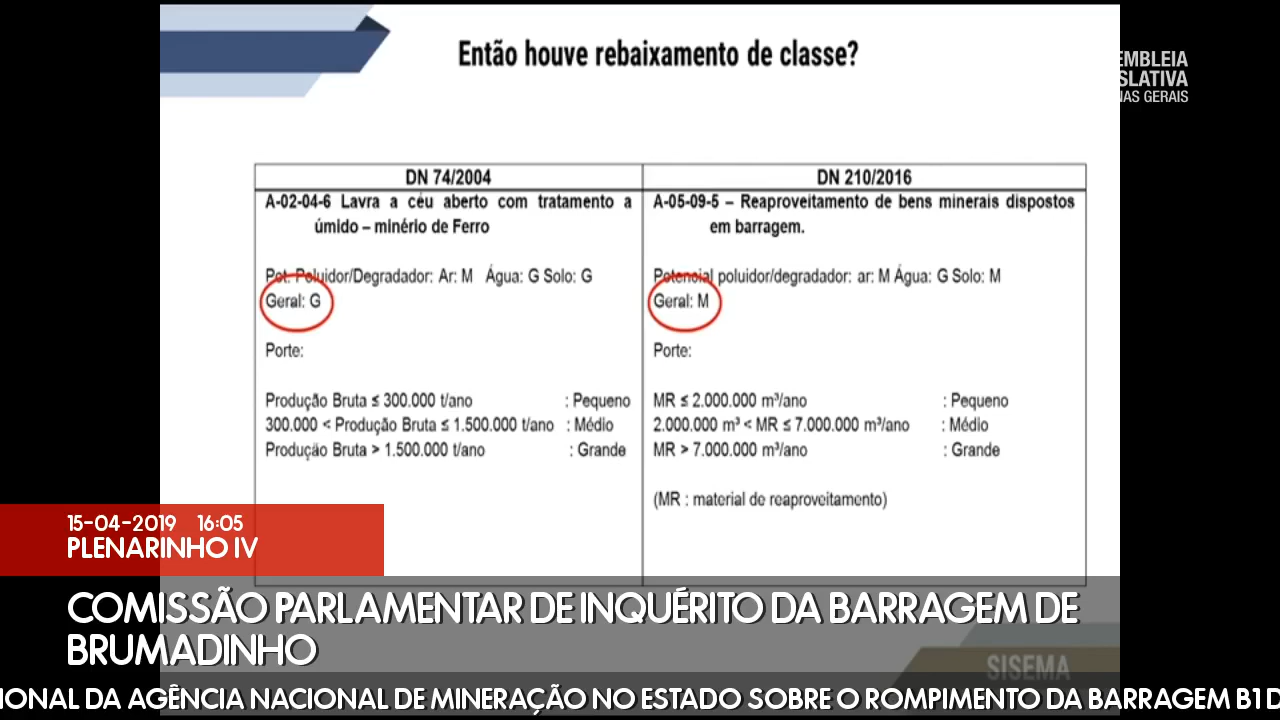 Então houve rebaixamento de classe?
EMBLEIA
SLATIVA
NAS GERAIS
DN 74/2004
A-02-04-6 Lavra a céu aberto com tratamento a
úmido – minério de Ferro
Pot. Poluidor/Degradador: Ar: M Água: G Solo: G
Geral: G
Porte:
Produção Bruta ≤ 300.000 t/ano : Pequeno
300.000 < Produção Bruta ≤ 1.500.000 t/ano : Médio
Produção Bruta > 1.500.000 t/ano : Grande
DN 210/2016
A-05-09-5 – Reaproveitamento de bens minerais dispostos
em barragem.
Potencial poluidor/degradador: ar: M Água: G Solo: M
Geral: M
Porte:
MR ≤ 2.000.000 m³/ano : Pequeno
2.000.000 m³ < MR ≤ 7.000.000 m³/ano : Médio
MR > 7.000.000 m³/ano : Grande
(MR : material de reaproveitamento)
15-04-2019 16:05
PLENARINHO IV
COMISSÃO PARLAMENTAR DE INQUÉRITO DA BARRAGEM DE
BRUMADINHO
SISEMA
IONAL DA AGÊNCIA NACIONAL DE MINERAÇÃO NO ESTADO SOBRE O ROMPIMENTO DA BARRAGEM B1 D